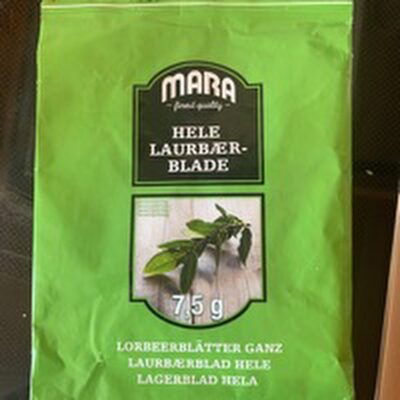 MARA
finest quality
HELE
LAURBÆR-
BLADE
7,5 g
LORBEERBLÄTTER GANZ
LAURBÆRBLAD HELE
LAGERBLAD HELA